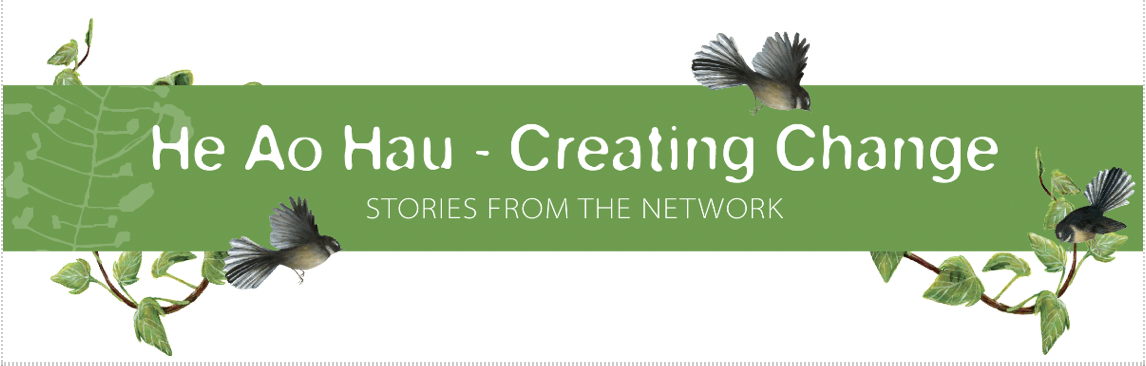 He Ao Hau - Creating Change
STORIES FROM THE NETWORK